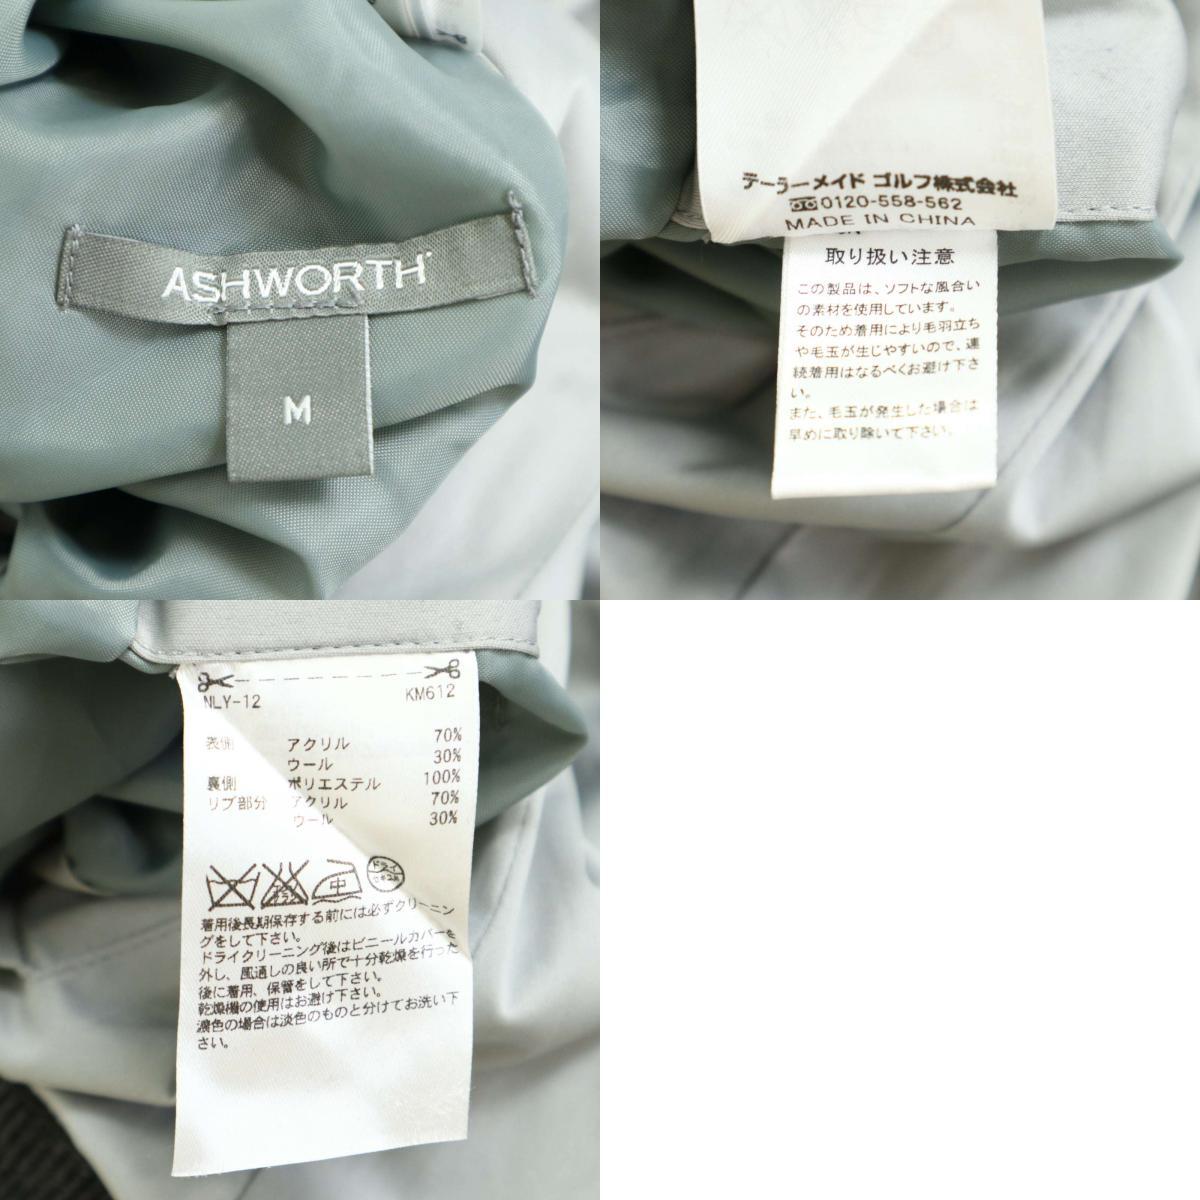 ASHWORTH
M
テーラーメイド ゴルフ株式会社
0120-558-562
MADE IN CHINA
取り扱い注意
この製品は、ソフトな風合い
の素材を使用しています。
そのため着用により毛羽立ち
や毛玉が生じやすいので、連
続着用はなるべくお避け下さ
い。
また、毛玉が発生した場合は
早めに取り除いて下さい。
NLY-12 KM612
表側 アクリル 70%
ウール 30%
裏側 ポリエステル 100%
リブ部分 アクリル 70%
ウール 30%
中 ドライ
着用後長期保存する前には必ずクリーニン
グをして下さい。
ドライクリーニング後はビニールカバーを
外し、風通しの良い所で十分乾燥を行った
後に着用、保管をして下さい。
乾燥機の使用はお避け下さい。
濃色の場合は淡色のものと分けてお洗い下
さい。